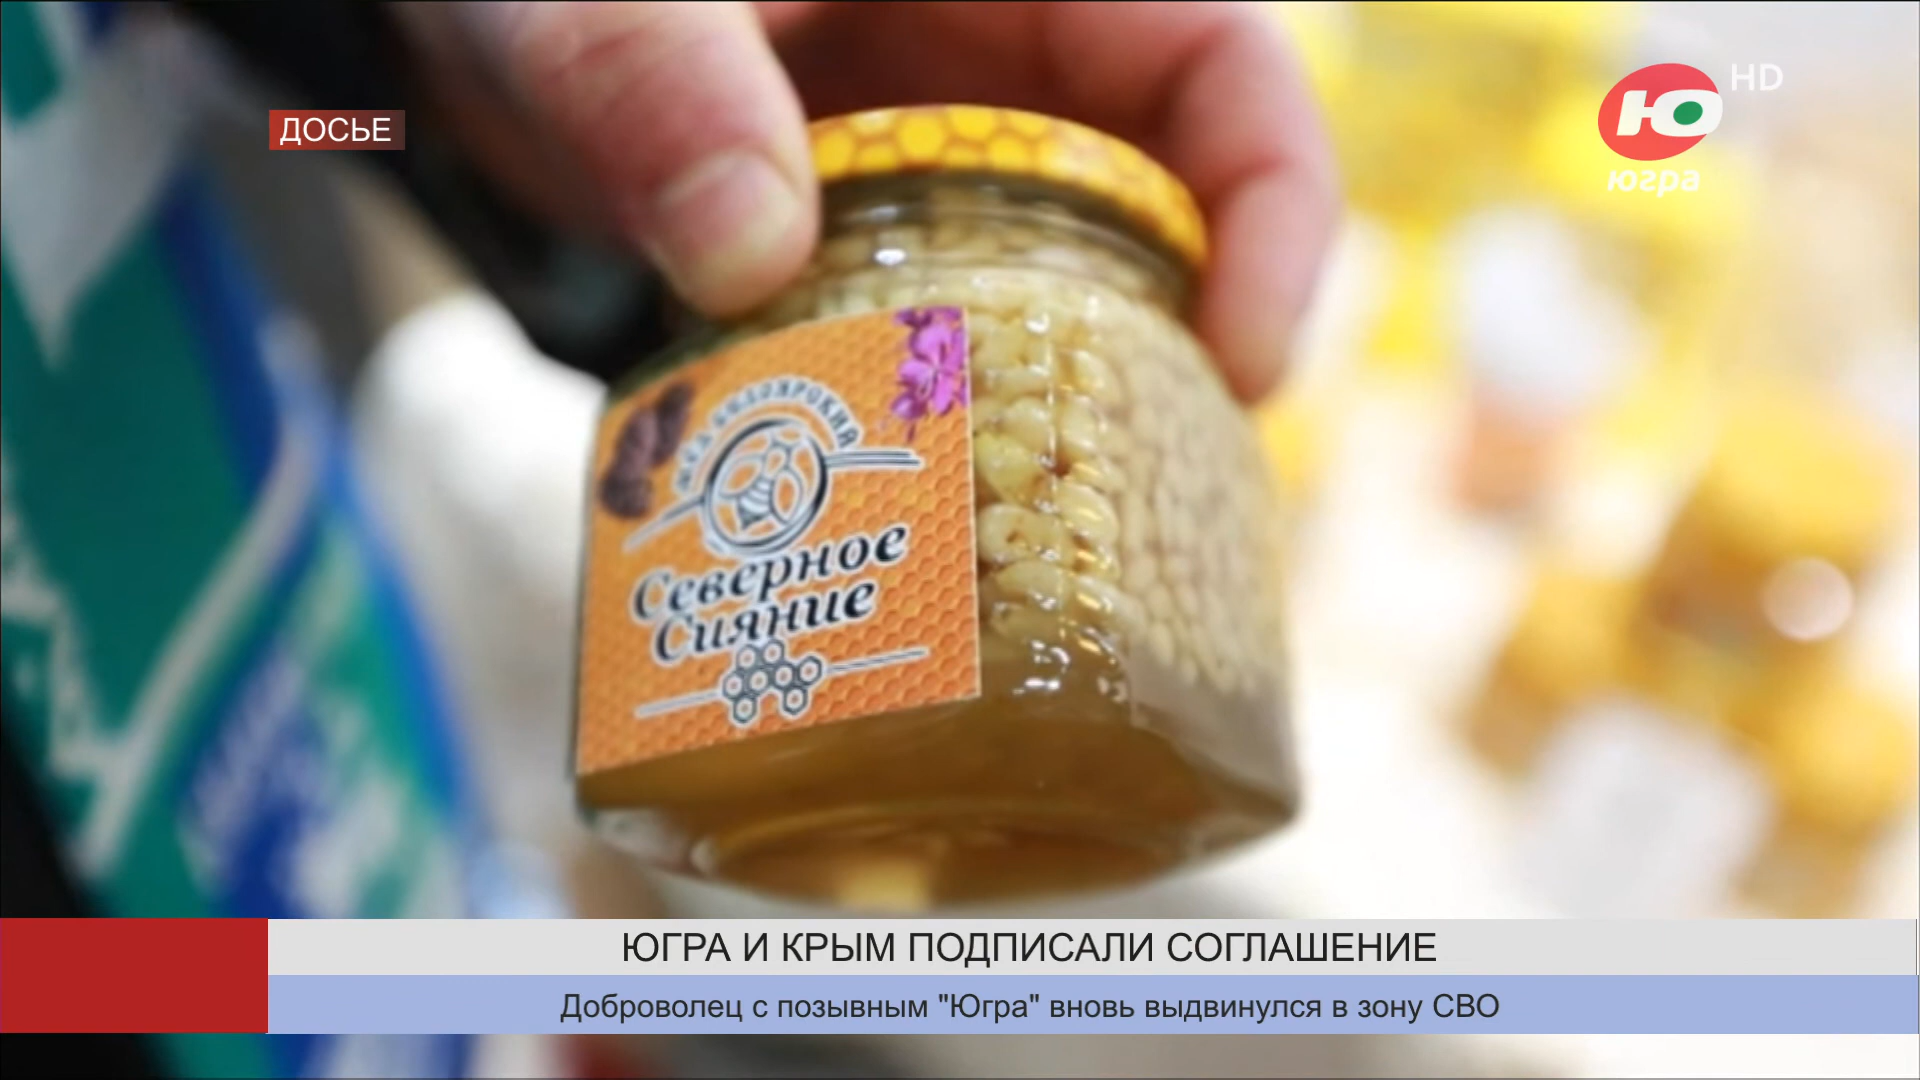 HD
ДОСЬЕ
югра
Северное
Сияние
ЮГРА И КРЫМ ПОДПИСАЛИ СОГЛАШЕНИЕ
Доброволец с позывным "Югра" вновь выдвинулся в зону СВО